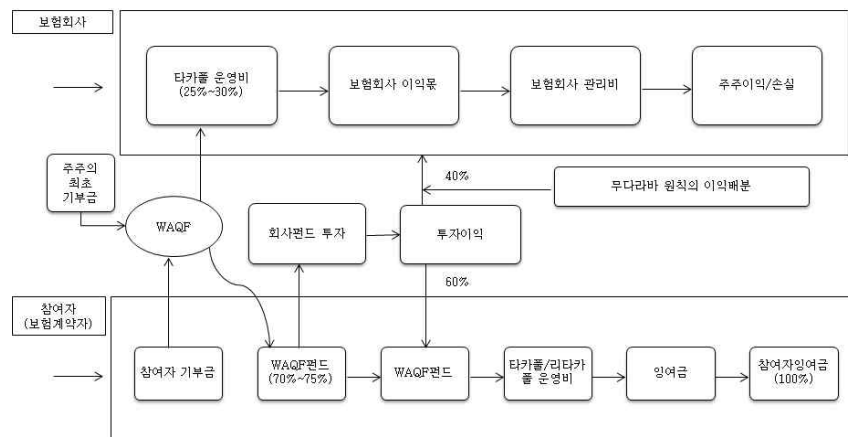 보험회사
타카풀 운영비
(25%~30%)
보험회사 이익몫
보험회사 관리비
주주이익/손실
주주의
최초
기부금
40%
무다라바 원칙의 이익배분
WAQF
회사펀드 투자
투자이익
60%
참여자
(보험계약자)
참여자 기부금
WAQF펀드
(70%~75%)
WAQF펀드
타카풀/리타카
풀 운영비
잉여금
참여자잉여금
(100%)